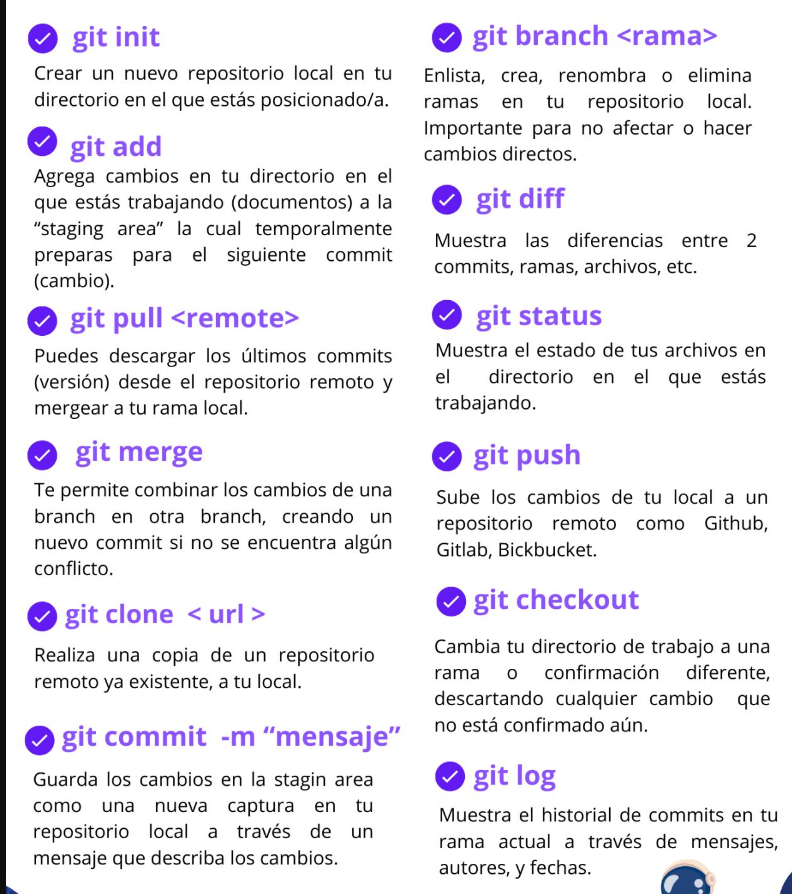 git init
Crear un nuevo repositorio local en tu
directorio en el que estás posicionado/a.
git add
Agrega cambios en tu directorio en el
que estás trabajando (documentos) a la
“staging area” la cual temporalmente
preparas para el siguiente commit
(cambio).
git pull <remote>
Puedes descargar los últimos commits
(versión) desde el repositorio remoto y
mergear a tu rama local.
git merge
Te permite combinar los cambios de una
branch en otra branch, creando un
nuevo commit si no se encuentra algún
conflicto.
git clone < url >
Realiza una copia de un repositorio
remoto ya existente, a tu local.
git commit -m “mensaje”
Guarda los cambios en la stagin area
como una nueva captura en tu
repositorio local a través de un
mensaje que describa los cambios.
git branch <rama>
Enlista, crea, renombra o elimina
ramas en tu repositorio local.
Importante para no afectar o hacer
cambios directos.
git diff
Muestra las diferencias entre 2
commits, ramas, archivos, etc.
git status
Muestra el estado de tus archivos en
el directorio en el que estás
trabajando.
git push
Sube los cambios de tu local a un
repositorio remoto como Github,
Gitlab, Bickbucket.
git checkout
Cambia tu directorio de trabajo a una
rama o confirmación diferente,
descartando cualquier cambio que
no está confirmado aún.
git log
Muestra el historial de commits en tu
rama actual a través de mensajes,
autores, y fechas.